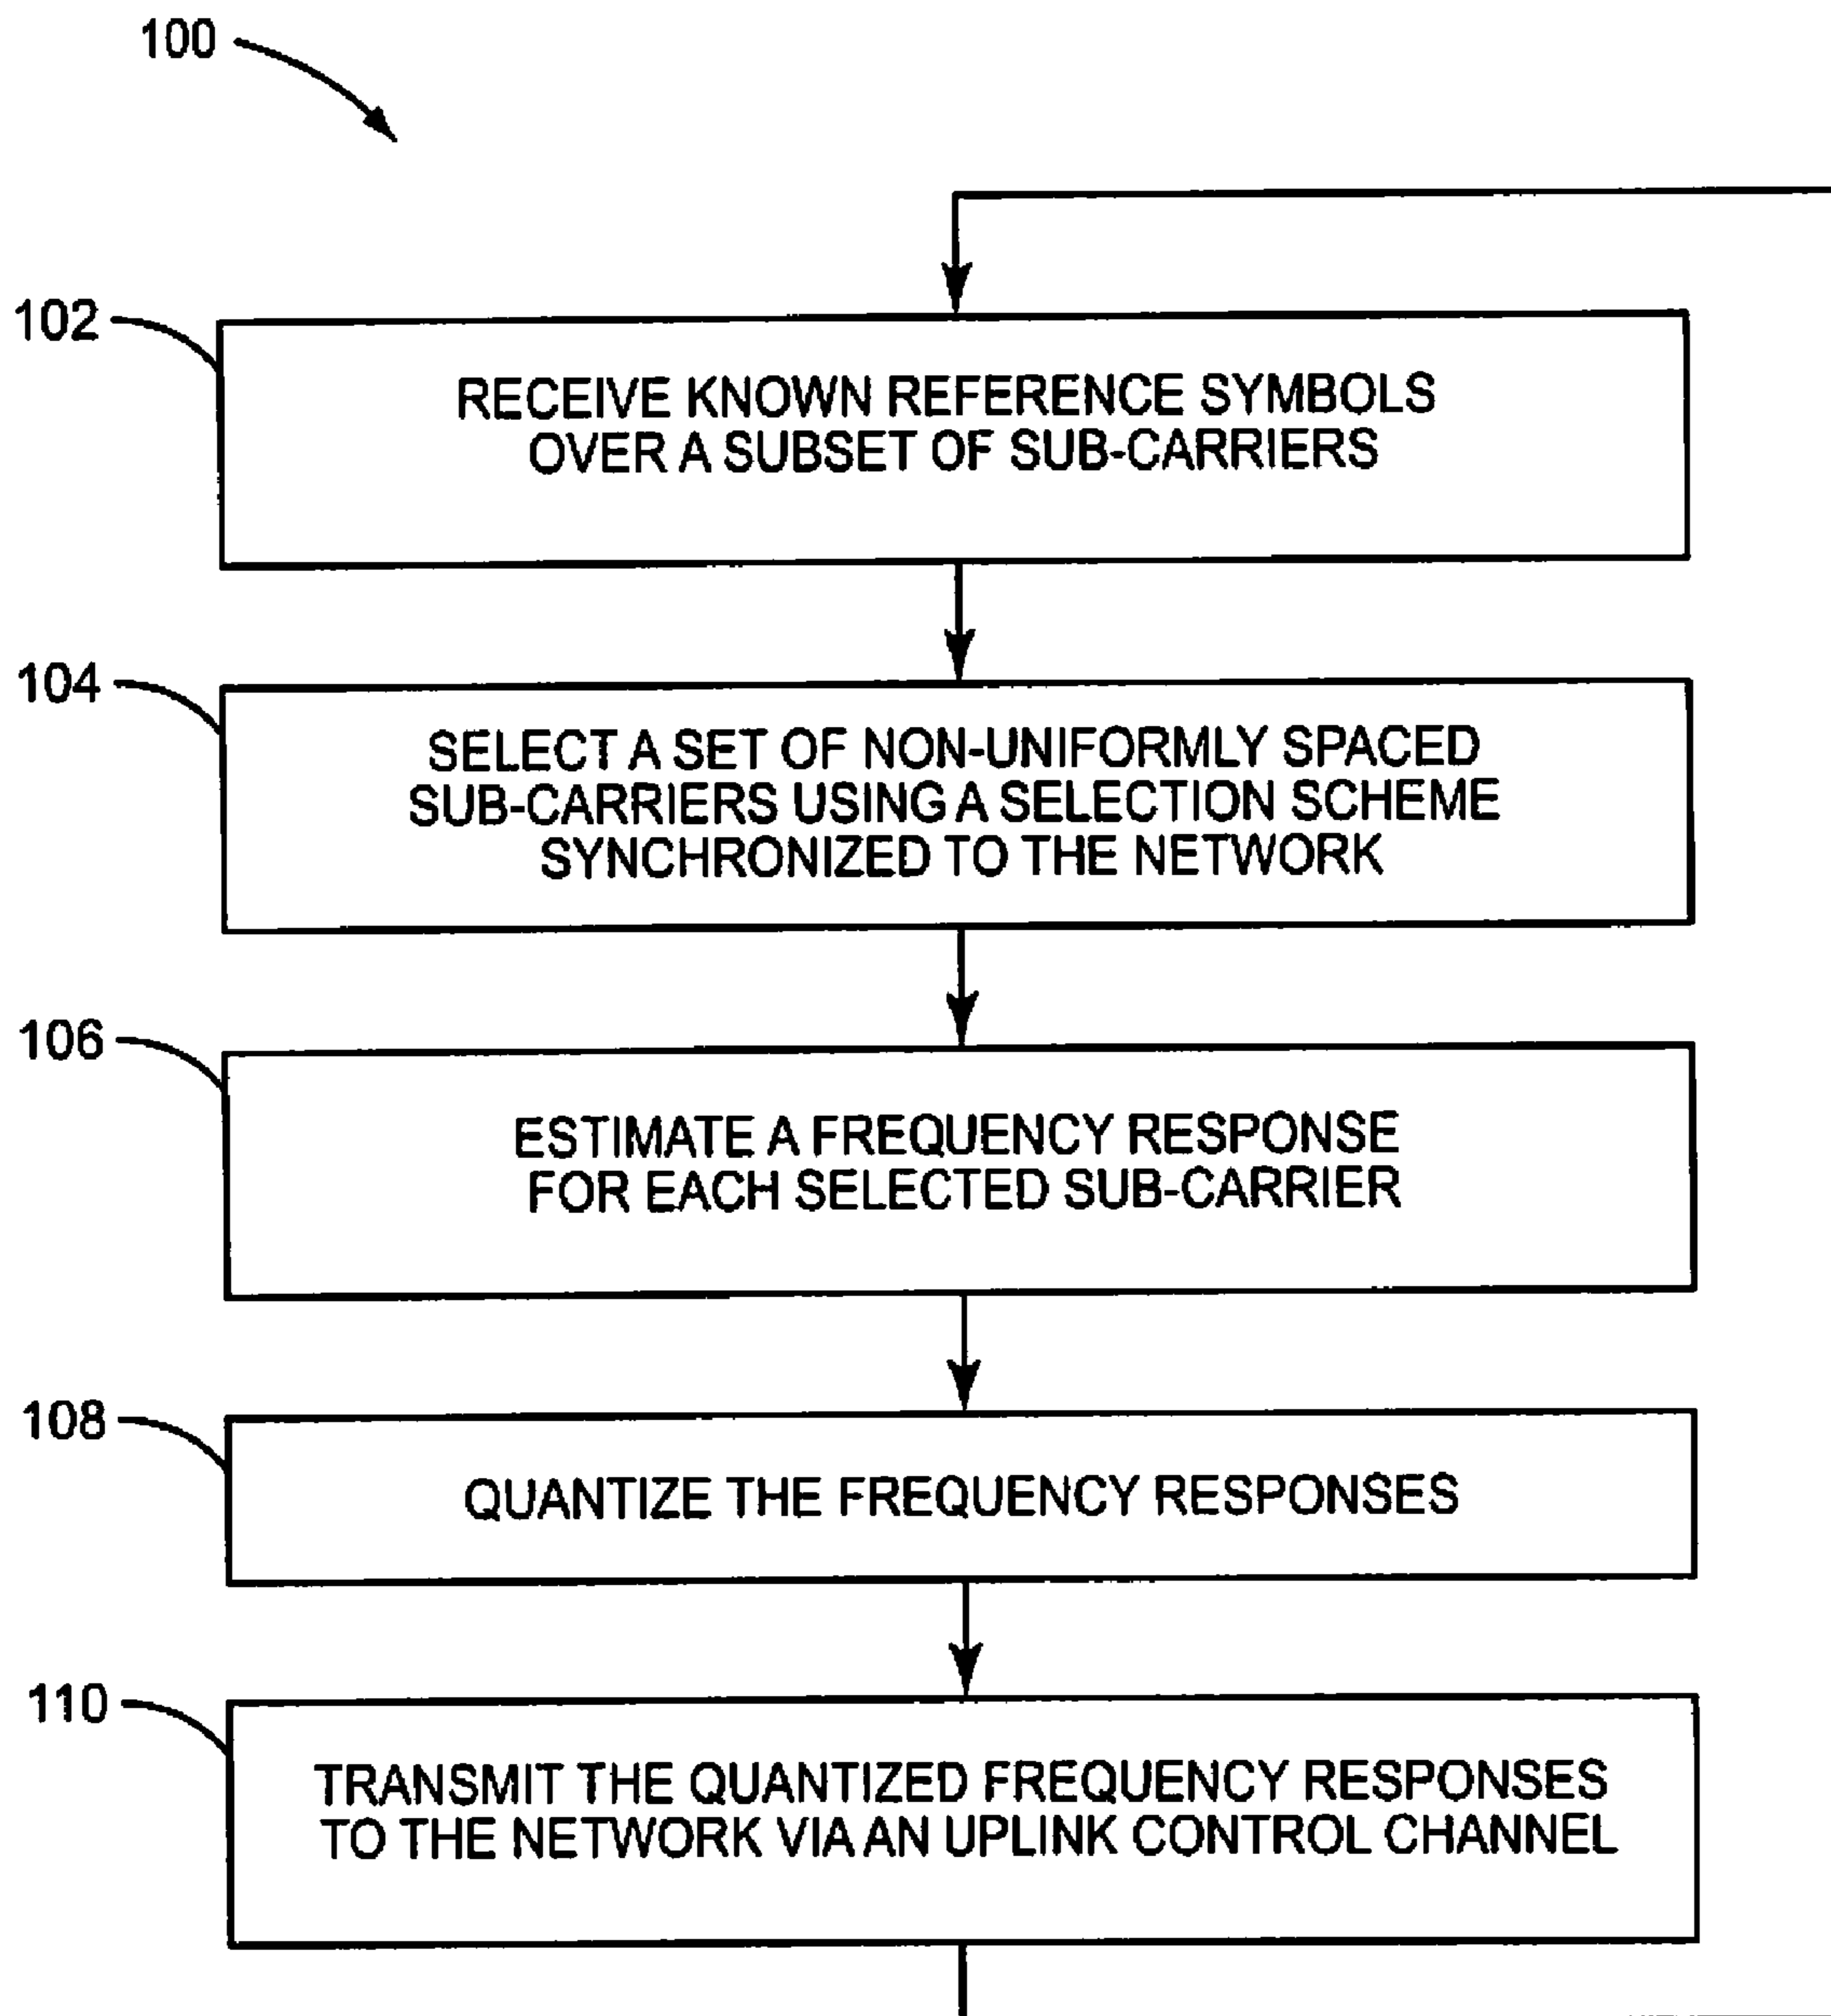 100
102
RECEIVE KNOWN REFERENCE SYMBOLS
OVER A SUBSET OF SUB-CARRIERS
104
SELECT A SET OF NON-UNIFORMLY SPACED
SUB-CARRIERS USING A SELECTION SCHEME
SYNCHRONIZED TO THE NETWORK
106
ESTIMATE A FREQUENCY RESPONSE
FOR EACH SELECTED SUB-CARRIER
108
QUANTIZE THE FREQUENCY RESPONSES
110
TRANSMIT THE QUANTIZED FREQUENCY RESPONSES
TO THE NETWORK VIA AN UPLINK CONTROL CHANNEL